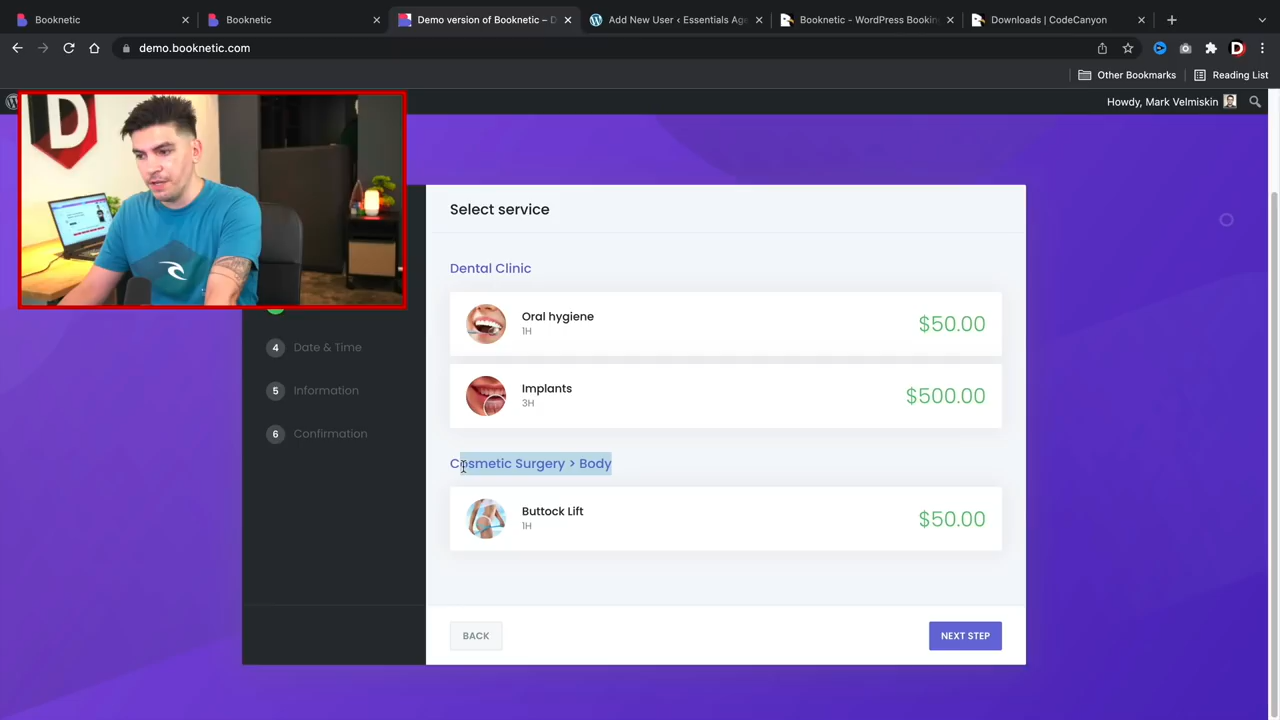 Booknetic
Booknetic
Demo version of Booknetic – D
Add New User ‹ Essentials Age
Booknetic - WordPress Bookin
Downloads | CodeCanyon
demo.booknetic.com
D
Other Bookmarks
Reading List
Howdy, Mark Velmiskin
D
Select service
Dental Clinic
Oral hygiene
1H
$50.00
Implants
3H
$500.00
4 Date & Time
5 Information
6 Confirmation
Cosmetic Surgery > Body
Buttock Lift
1H
$50.00
BACK
NEXT STEP